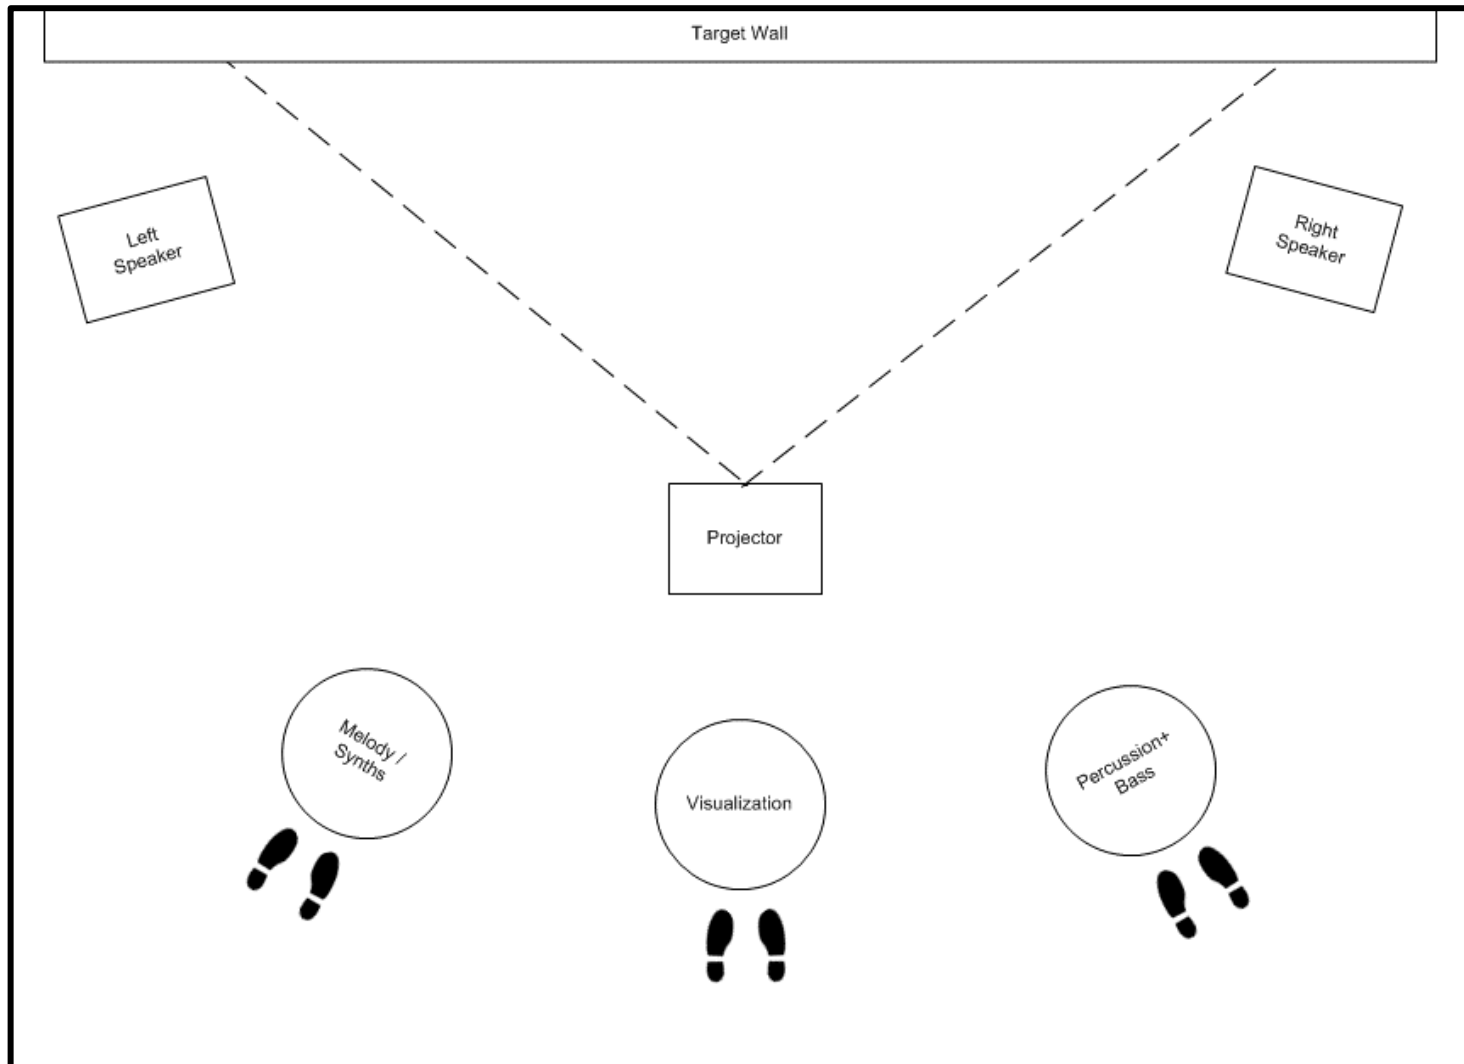 Target Wall
Left
Speaker
Right
Speaker
Projector
Melody /
Synths
Visualization
Percussion+
Bass